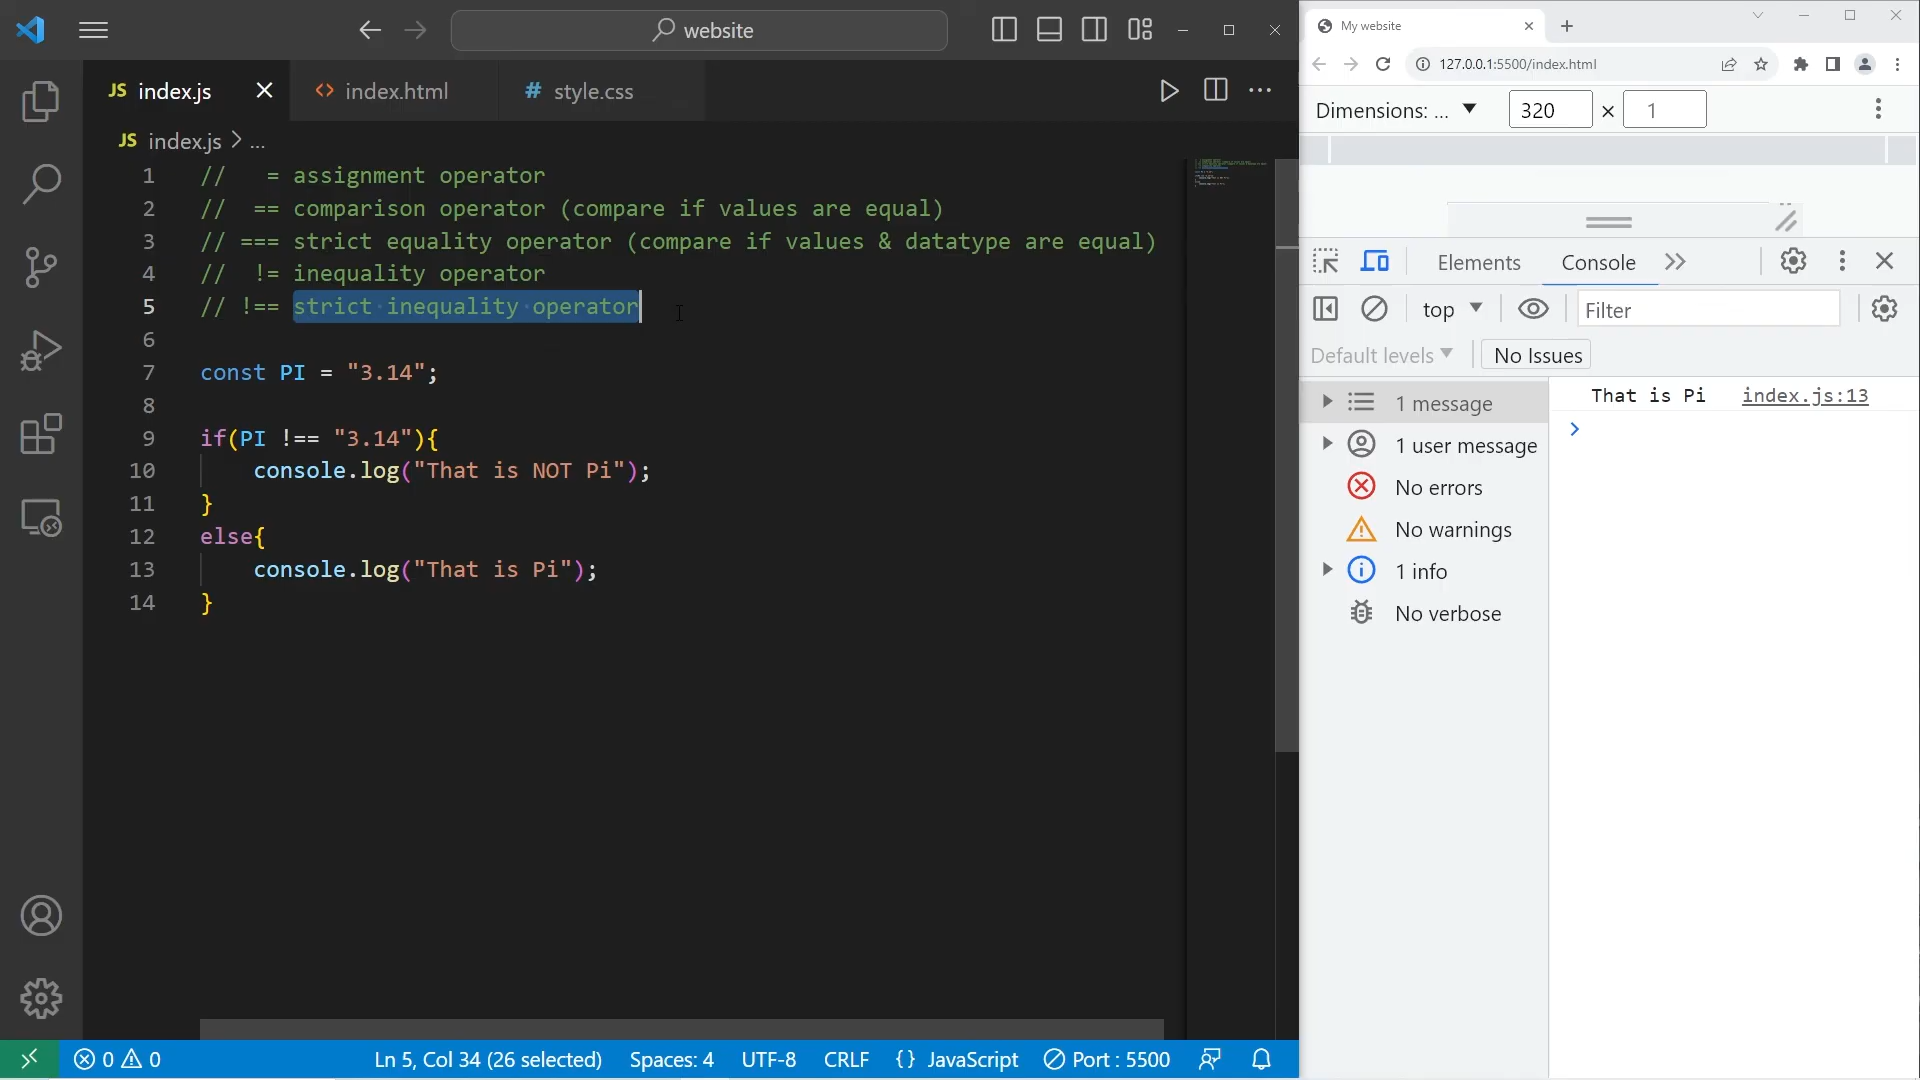 website
JS index.js
<> index.html
# style.css
JS index.js > ...
1 // = assignment operator
2 // == comparison operator (compare if values are equal)
3 // === strict equality operator (compare if values & datatype are equal)
4 // != inequality operator
5 // !== strict inequality operator
6
7 const PI = "3.14";
8
9 if(PI !== "3.14"){
10 console.log("That is NOT Pi");
11 }
12 else{
13 console.log("That is Pi");
14 }
0 0 Ln 5, Col 34 (26 selected) Spaces: 4 UTF-8 CRLF {} JavaScript Port : 5500
My website
127.0.0.1:5500/index.html
Dimensions: ... 320 × 1
Elements Console
top Filter
Default levels No Issues
1 message
1 user message
No errors
No warnings
1 info
No verbose
That is Pi index.js:13